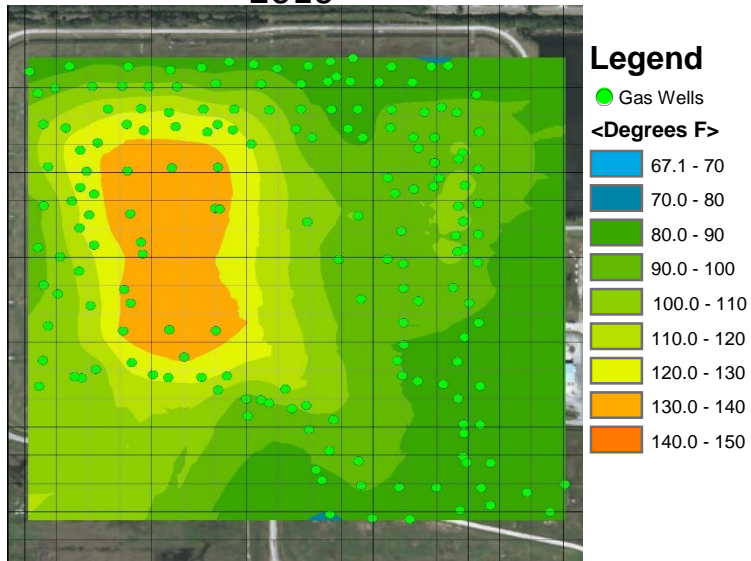 Legend
Gas Wells
<Degrees F>
67.1 - 70
70.0 - 80
80.0 - 90
90.0 - 100
100.0 - 110
110.0 - 120
120.0 - 130
130.0 - 140
140.0 - 150